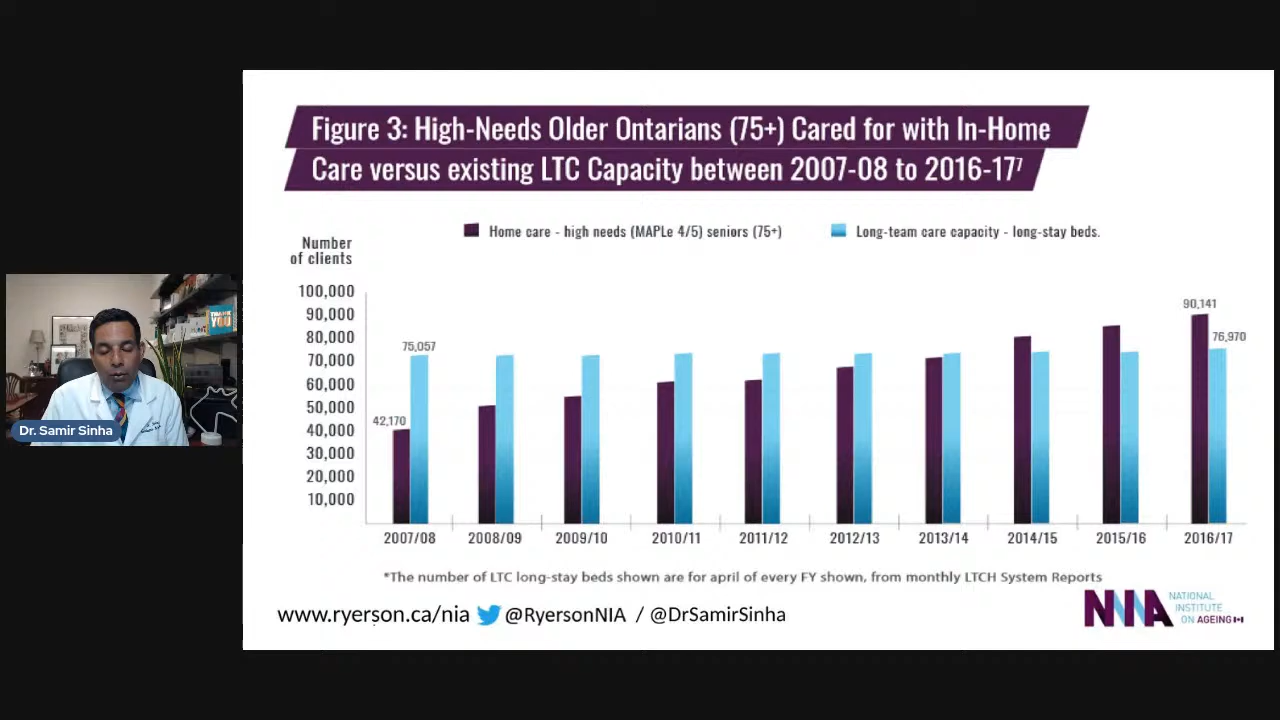 Figure 3: High-Needs Older Ontarians (75+) Cared for with In-Home
Care versus existing LTC Capacity between 2007-08 to 2016-17⁷
Home care - high needs (MAPLe 4/5) seniors (75+)
Long-team care capacity - long-stay beds.
Number
of clients
100,000
90,000
80,000
70,000
60,000
50,000
40,000
30,000
20,000
10,000
42,170
75,057
90,141
76,970
2007/08
2008/09
2009/10
2010/11
2011/12
2012/13
2013/14
2014/15
2015/16
2016/17
*The number of LTC long-stay beds shown are for april of every FY shown, from monthly LTCH System Reports
www.ryerson.ca/nia @RyersonNIA / @DrSamirSinha
NIA
NATIONAL
INSTITUTE
ON AGEING
THANK
YOU
Dr. Samir Sinha